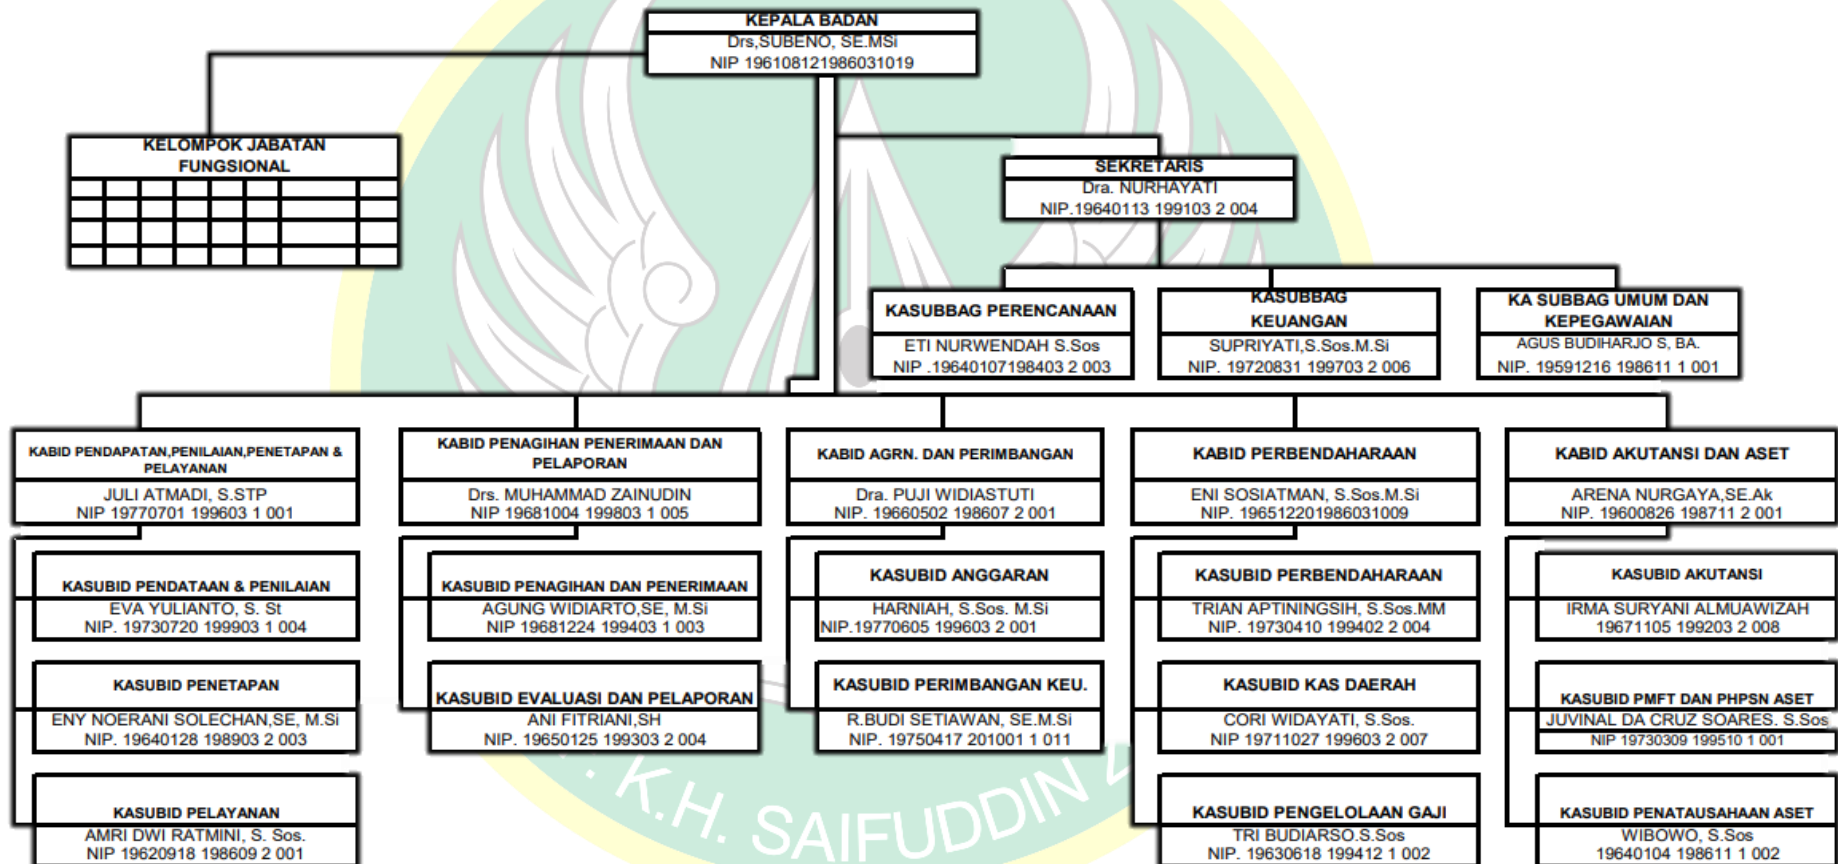 KEPALA BADAN
Drs,SUBENO, SE.MSi
NIP 196108121986031019
KELOMPOK JABATAN
FUNGSIONAL
SEKRETARIS
Dra. NURHAYATI
NIP.19640113 199103 2 004
KASUBBAG PERENCANAAN
ETI NURWENDAH S.Sos
NIP .19640107198403 2 003
KASUBBAG
KEUANGAN
SUPRIYATI,S.Sos.M.Si
NIP. 19720831 199703 2 006
KA SUBBAG UMUM DAN
KEPEGAWAIAN
AGUS BUDIHARJO S, BA.
NIP. 19591216 198611 1 001
KABID PENDAPATAN,PENILAIAN,PENETAPAN &
PELAYANAN
JULI ATMADI, S.STP
NIP 19770701 199603 1 001
KABID PENAGIHAN PENERIMAAN DAN
PELAPORAN
Drs. MUHAMMAD ZAINUDIN
NIP 19681004 199803 1 005
KABID AGRN. DAN PERIMBANGAN
Dra. PUJI WIDIASTUTI
NIP. 19660502 198607 2 001
KABID PERBENDAHARAAN
ENI SOSIATMAN, S.Sos.M.Si
NIP. 196512201986031009
KABID AKUTANSI DAN ASET
ARENA NURGAYA,SE.Ak
NIP. 19600826 198711 2 001
KASUBID PENDATAAN & PENILAIAN
EVA YULIANTO, S. St
NIP. 19730720 199903 1 004
KASUBID PENAGIHAN DAN PENERIMAAN
AGUNG WIDIARTO,SE, M.Si
NIP 19681224 199403 1 003
KASUBID ANGGARAN
HARNIAH, S.Sos. M.Si
NIP.19770605 199603 2 001
KASUBID PERBENDAHARAAN
TRIAN APTININGSIH, S.Sos.MM
NIP. 19730410 199402 2 004
KASUBID AKUTANSI
IRMA SURYANI ALMUAWIZAH
19671105 199203 2 008
KASUBID PENETAPAN
ENY NOERANI SOLECHAN,SE, M.Si
NIP. 19640128 198903 2 003
KASUBID EVALUASI DAN PELAPORAN
ANI FITRIANI,SH
NIP. 19650125 199303 2 004
KASUBID PERIMBANGAN KEU.
R.BUDI SETIAWAN, SE.M.Si
NIP. 19750417 201001 1 011
KASUBID KAS DAERAH
CORI WIDAYATI, S.Sos.
NIP 19711027 199603 2 007
KASUBID PMFT DAN PHPSN ASET
JUVINAL DA CRUZ SOARES. S.Sos
NIP 19730309 199510 1 001
KASUBID PELAYANAN
AMRI DWI RATMINI, S. Sos.
NIP 19620918 198609 2 001
KASUBID PENGELOLAAN GAJI
TRI BUDIARSO.S.Sos
NIP. 19630618 199412 1 002
KASUBID PENATAUSAHAAN ASET
WIBOWO, S.Sos
19640104 198611 1 002
K.H. SAIFUDDIN